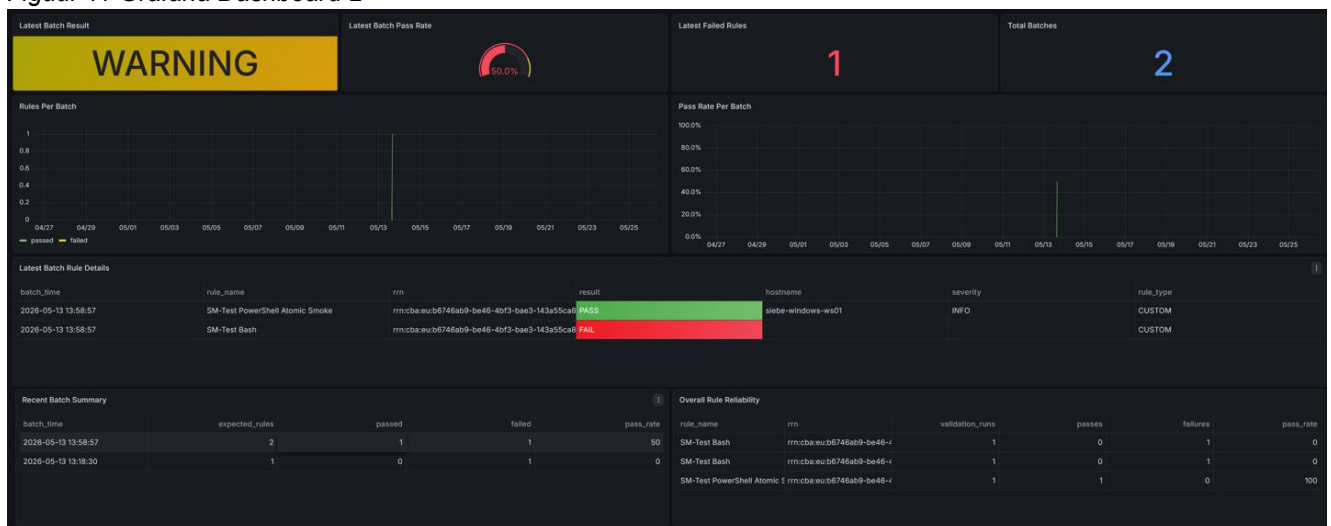 Figuur 17: Grafana Dashboard 2
Latest Batch Result
WARNING
Latest Batch Pass Rate
50.0%
Latest Failed Rules
1
Total Batches
2
Rules Per Batch
1
0.8
0.6
0.4
0.2
0
04/27 04/29 05/01 05/03 05/05 05/07 05/09 05/11 05/13 05/15 05/17 05/19 05/21 05/23 05/25
passed failed
Pass Rate Per Batch
100.0%
80.0%
60.0%
40.0%
20.0%
0.0%
04/27 04/29 05/01 05/03 05/05 05/07 05/09 05/11 05/13 05/15 05/17 05/19 05/21 05/23 05/25
Latest Batch Rule Details
batch_time rule_name rrn result hostname severity rule_type
2026-05-13 13:58:57 SM-Test PowerShell Atomic Smoke rrn:cba:eu:b6746ab9-be46-4bf3-bae3-143a55ca8 PASS siebe-windows-ws01 INFO CUSTOM
2026-05-13 13:58:57 SM-Test Bash rrn:cba:eu:b6746ab9-be46-4bf3-bae3-143a55ca8 FAIL CUSTOM
Recent Batch Summary
batch_time expected_rules passed failed pass_rate
2026-05-13 13:58:57 2 1 1 50
2026-05-13 13:18:30 1 0 1 0
Overall Rule Reliability
rule_name rrn validation_runs passes failures pass_rate
SM-Test Bash rrn:cba:eu:b6746ab9-be46-4 1 0 1 0
SM-Test Bash rrn:cba:eu:b6746ab9-be46-4 1 0 1 0
SM-Test PowerShell Atomic S rrn:cba:eu:b6746ab9-be46-4 1 1 0 100